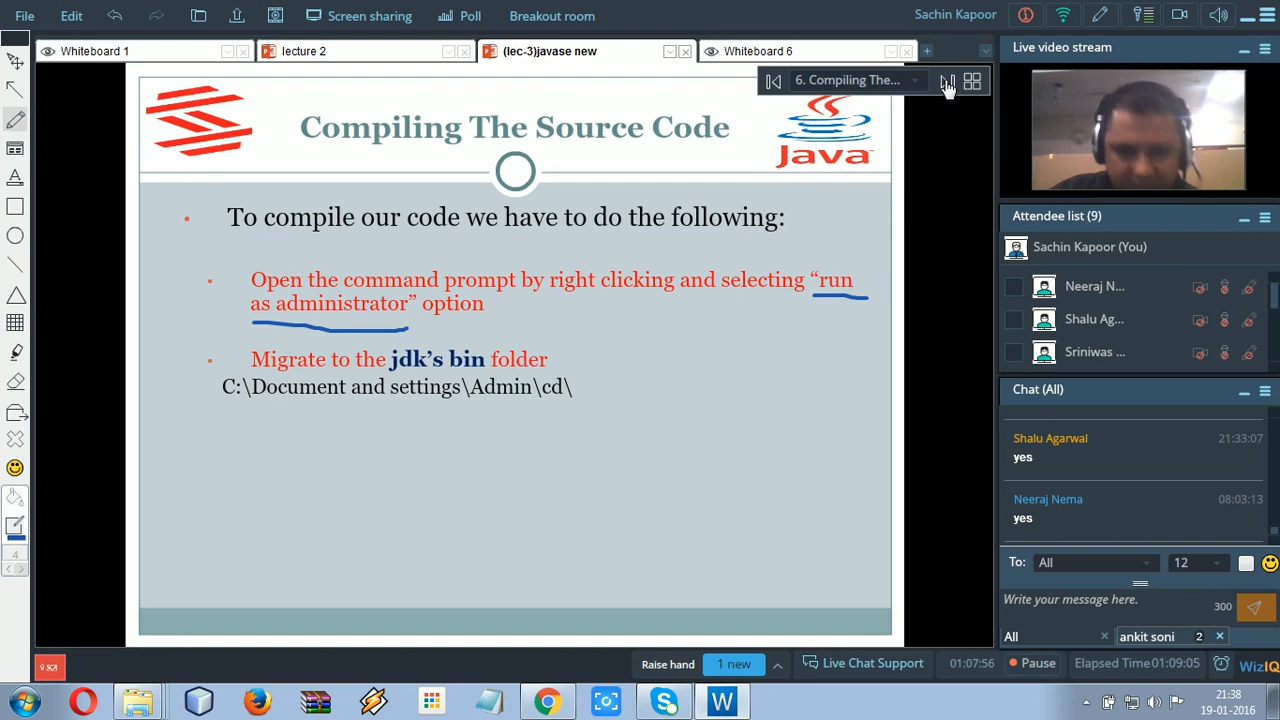 File Edit Screen sharing Poll Breakout room Sachin Kapoor
Whiteboard 1 lecture 2 (lec-3)javase new Whiteboard 6 +
Live video stream
6. Compiling The...
Compiling The Source Code
Java
To compile our code we have to do the following:
Open the command prompt by right clicking and selecting “run
as administrator” option
Migrate to the jdk’s bin folder
C:\Document and settings\Admin\cd\
Attendee list (9)
Sachin Kapoor (You)
Neeraj N...
Shalu Ag...
Sriniwas ...
Chat (All)
Shalu Agarwal 21:33:07
yes
Neeraj Nema 08:03:13
yes
To: All 12
Write your message here. 300
All ankit soni 2
4
Raise hand 1 new Live Chat Support 01:07:56 Pause Elapsed Time 01:09:05 WizIQ
21:38
19-01-2016